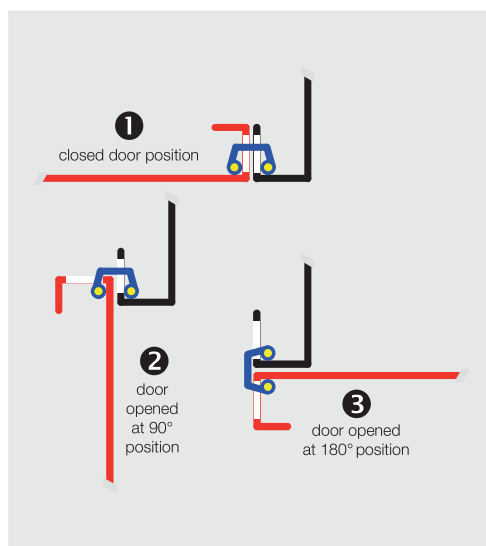 1
closed door position
2
door
opened
at 90°
position
3
door opened
at 180° position